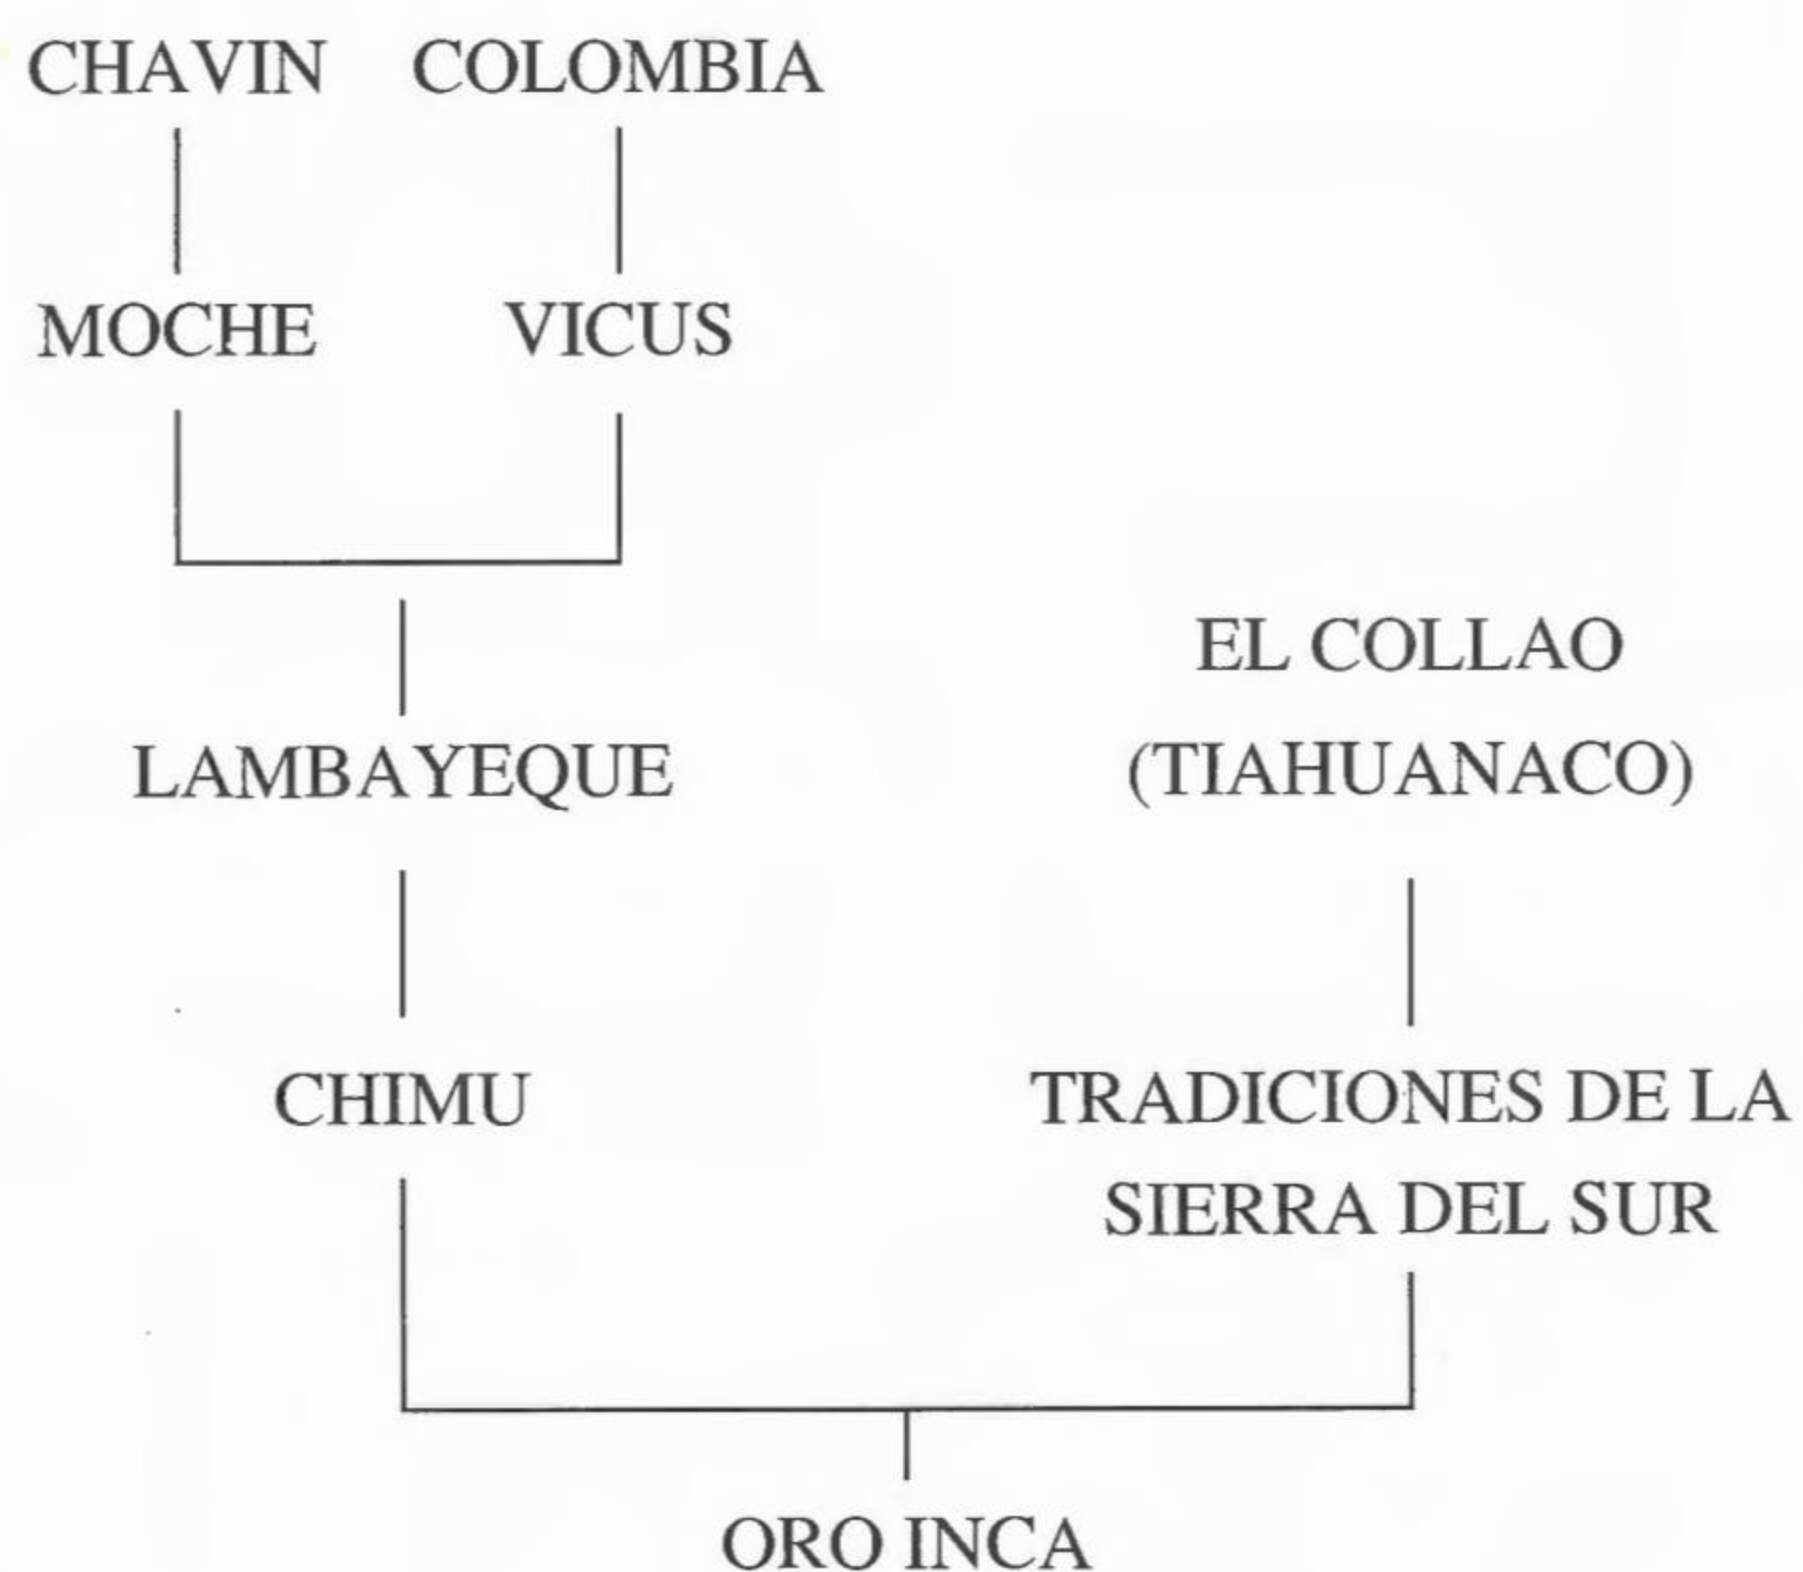 CHAVIN COLOMBIA
MOCHE VICUS
EL COLLAO
LAMBAYEQUE (TIAHUANACO)
CHIMU TRADICIONES DE LA
SIERRA DEL SUR
ORO INCA